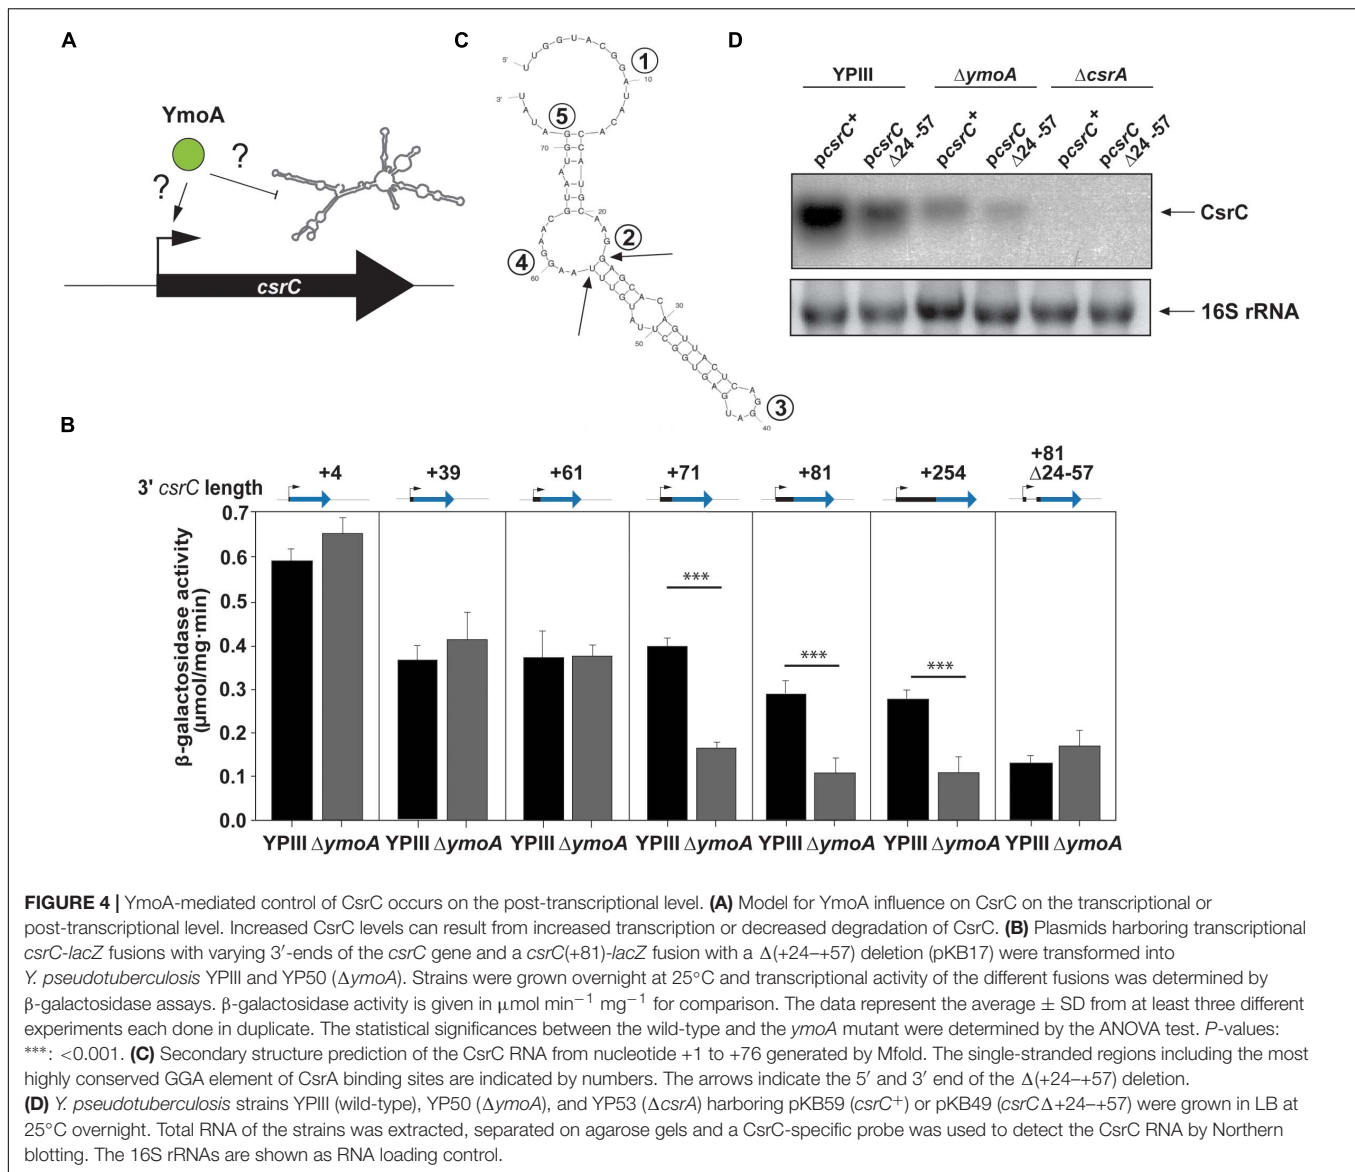 A
YmoA
?
?
csrC
C
5'
3'
1
10
5
70
20
2
4
60
30
50
3
40
D
YPIII
ΔymoA
ΔcsrA
pcsrC+
pcsrC Δ24 -57
pcsrC+
pcsrC Δ24 -57
pcsrC+
pcsrC Δ24 -57
CsrC
16S rRNA
B
3' csrC length
+4
+39
+61
+71
+81
+254
+81
Δ24-57
β-galactosidase activity
(μmol/mg·min)
0.7
0.6
0.5
0.4
0.3
0.2
0.1
0.0
***
***
***
YPIII ΔymoA YPIII ΔymoA YPIII ΔymoA YPIII ΔymoA YPIII ΔymoA YPIII ΔymoA YPIII ΔymoA
FIGURE 4 | YmoA-mediated control of CsrC occurs on the post-transcriptional level. (A) Model for YmoA influence on CsrC on the transcriptional or
post-transcriptional level. Increased CsrC levels can result from increased transcription or decreased degradation of CsrC. (B) Plasmids harboring transcriptional
csrC-lacZ fusions with varying 3′-ends of the csrC gene and a csrC(+81)-lacZ fusion with a Δ(+24–+57) deletion (pKB17) were transformed into
Y. pseudotuberculosis YPIII and YP50 (ΔymoA). Strains were grown overnight at 25°C and transcriptional activity of the different fusions was determined by
β-galactosidase assays. β-galactosidase activity is given in μmol min−1 mg−1 for comparison. The data represent the average ± SD from at least three different
experiments each done in duplicate. The statistical significances between the wild-type and the ymoA mutant were determined by the ANOVA test. P-values:
***: <0.001. (C) Secondary structure prediction of the CsrC RNA from nucleotide +1 to +76 generated by Mfold. The single-stranded regions including the most
highly conserved GGA element of CsrA binding sites are indicated by numbers. The arrows indicate the 5′ and 3′ end of the Δ(+24–+57) deletion.
(D) Y. pseudotuberculosis strains YPIII (wild-type), YP50 (ΔymoA), and YP53 (ΔcsrA) harboring pKB59 (csrC+) or pKB49 (csrCΔ+24–+57) were grown in LB at
25°C overnight. Total RNA of the strains was extracted, separated on agarose gels and a CsrC-specific probe was used to detect the CsrC RNA by Northern
blotting. The 16S rRNAs are shown as RNA loading control.